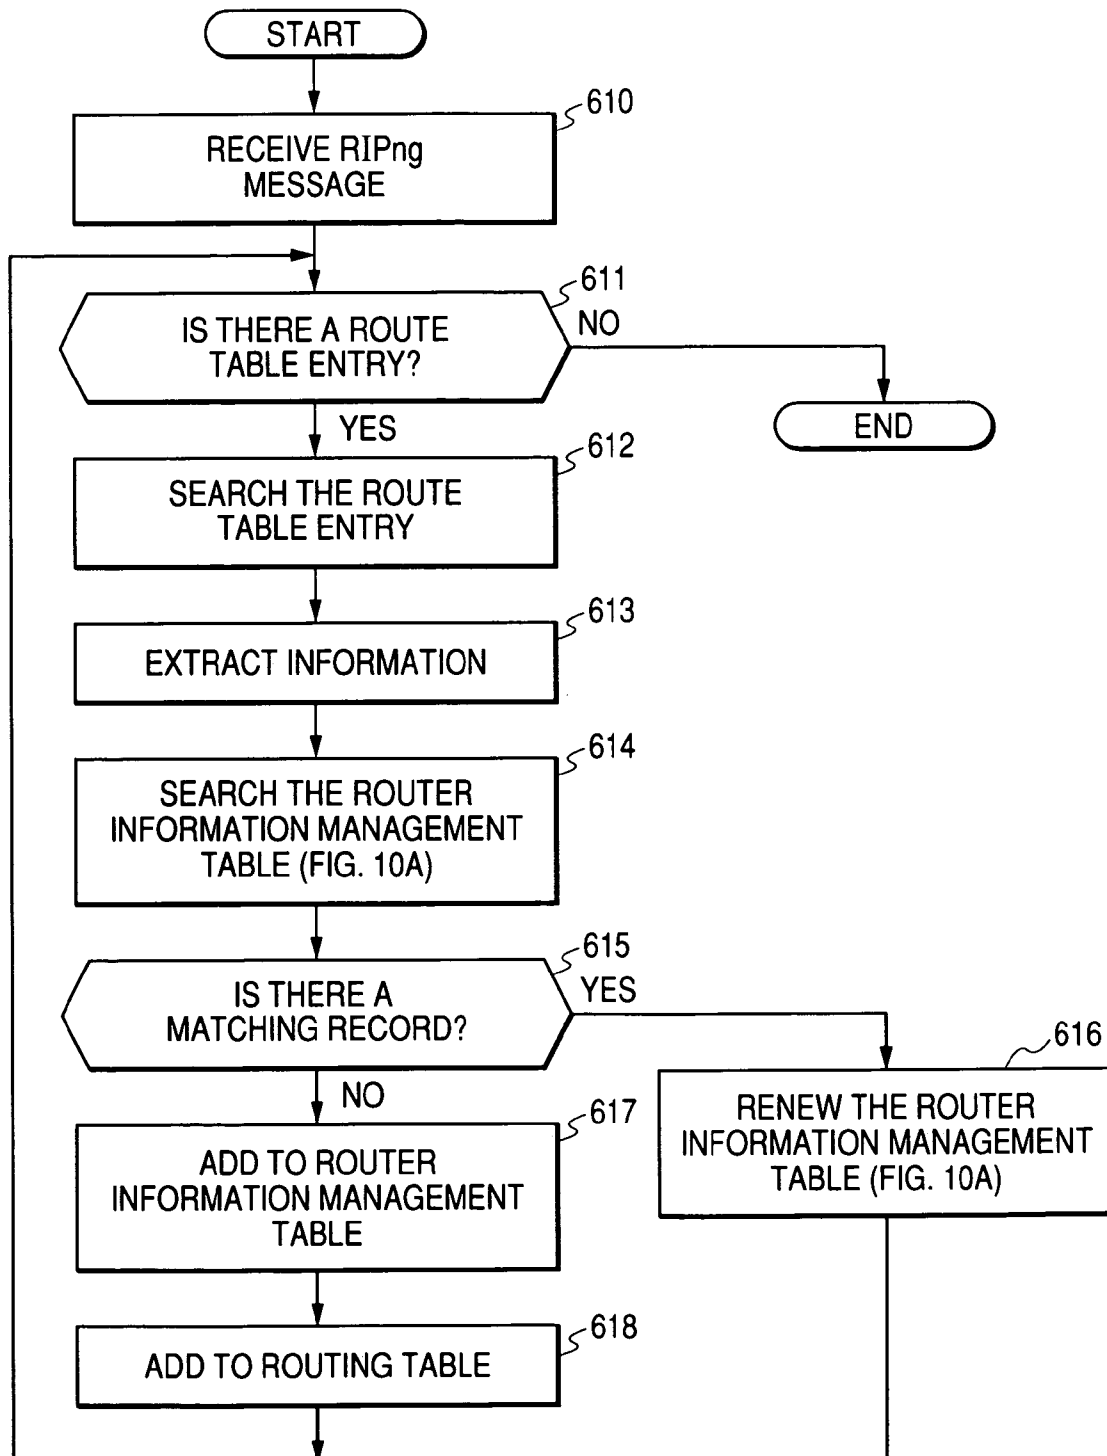 START
610
RECEIVE RIPng
MESSAGE
611
IS THERE A ROUTE
TABLE ENTRY?
NO
YES
END
612
SEARCH THE ROUTE
TABLE ENTRY
613
EXTRACT INFORMATION
614
SEARCH THE ROUTER
INFORMATION MANAGEMENT
TABLE (FIG. 10A)
615
IS THERE A
MATCHING RECORD?
YES
NO
616
RENEW THE ROUTER
INFORMATION MANAGEMENT
TABLE (FIG. 10A)
617
ADD TO ROUTER
INFORMATION MANAGEMENT
TABLE
618
ADD TO ROUTING TABLE